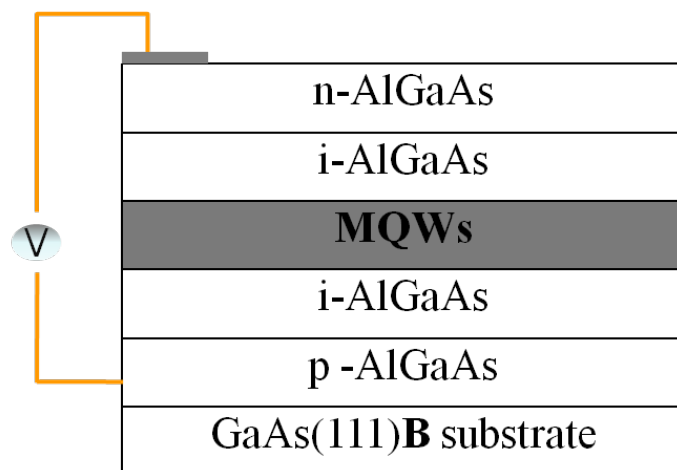 n-AlGaAs
i-AlGaAs
MQWs
V
i-AlGaAs
p -AlGaAs
GaAs(111)B substrate